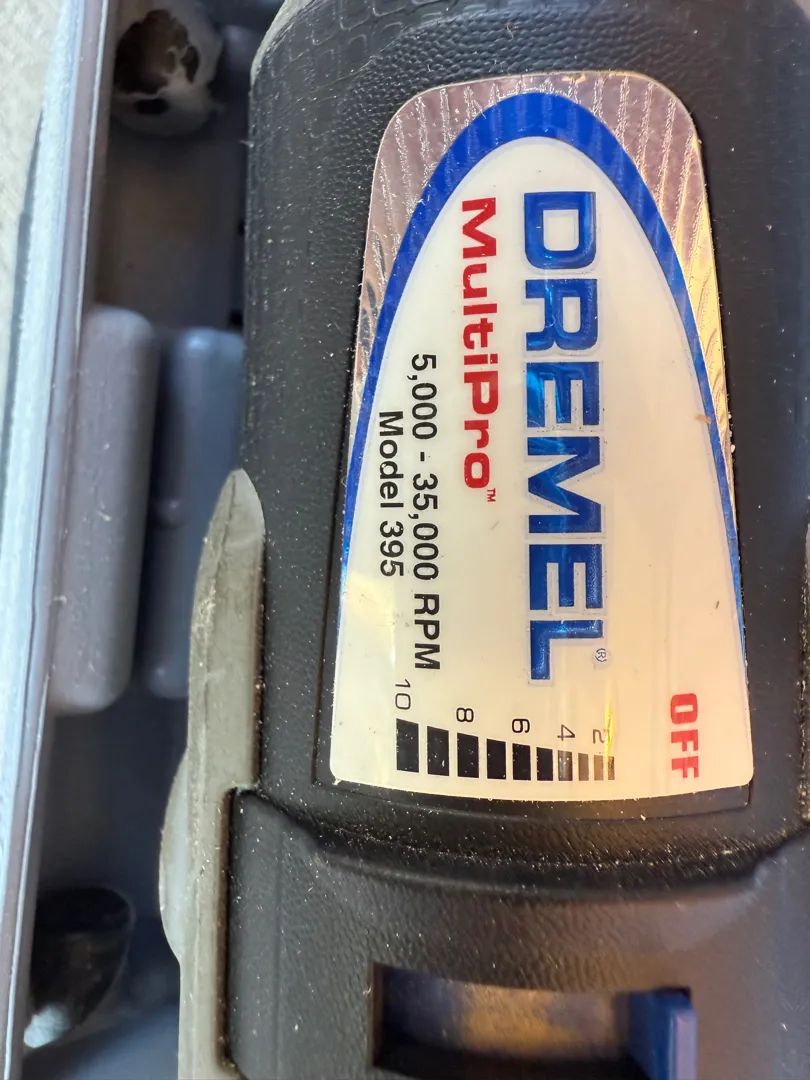 DREMEL®
MultiPro™
5,000 - 35,000 RPM
Model 395
OFF
2 4 6 8 10